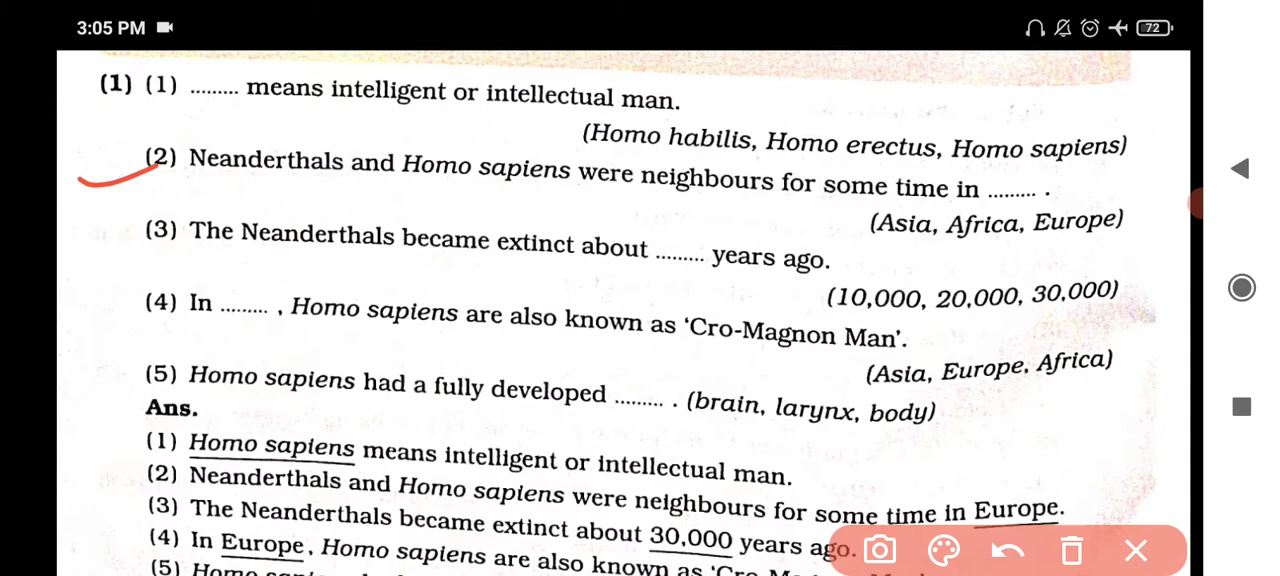 3:05 PM 72
(1) (1) ......... means intelligent or intellectual man.
(Homo habilis, Homo erectus, Homo sapiens)
(2) Neanderthals and Homo sapiens were neighbours for some time in ......... .
(Asia, Africa, Europe)
(3) The Neanderthals became extinct about ......... years ago.
(10,000, 20,000, 30,000)
(4) In ......... , Homo sapiens are also known as ‘Cro-Magnon Man’.
(Asia, Europe, Africa)
(5) Homo sapiens had a fully developed ......... . (brain, larynx, body)
Ans.
(1) Homo sapiens means intelligent or intellectual man.
(2) Neanderthals and Homo sapiens were neighbours for some time in Europe.
(3) The Neanderthals became extinct about 30,000 years ago.
(4) In Europe, Homo sapiens are also known as ‘Cro-
(5) Homo